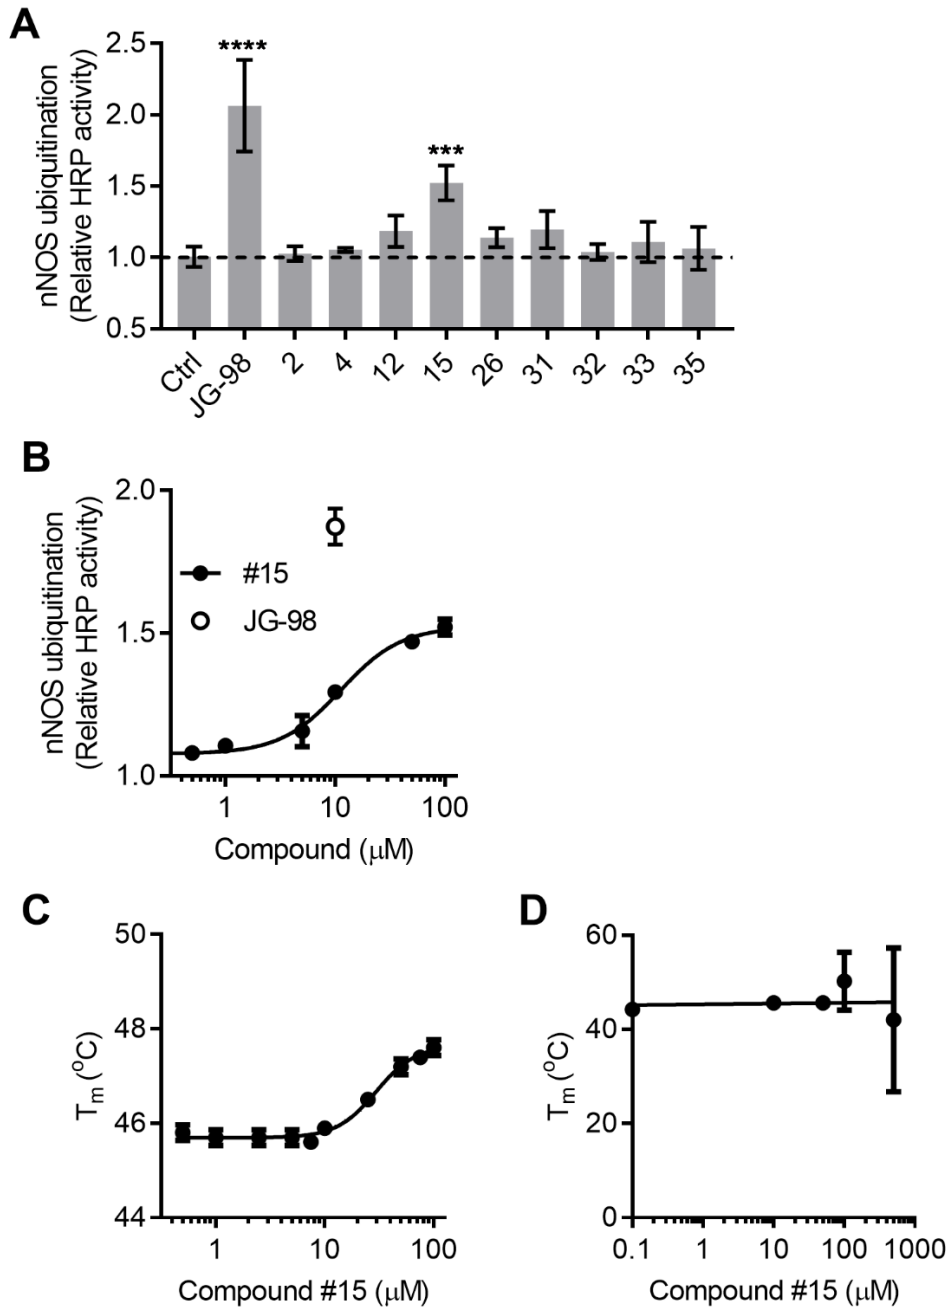 A
nNOS ubiquitination
(Relative HRP activity)
2.5
2.0
1.5
1.0
0.5
****
***
Ctrl
JG-98
2
4
12
15
26
31
32
33
35
B
nNOS ubiquitination
(Relative HRP activity)
2.0
1.5
1.0
#15
JG-98
1
10
100
Compound (μM)
C
Tm (°C)
50
48
46
44
1
10
100
Compound #15 (μM)
D
Tm (°C)
60
40
20
0
0.1
1
10
100
1000
Compound #15 (μM)